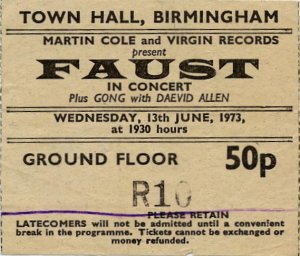 TOWN HALL, BIRMINGHAM
MARTIN COLE and VIRGIN RECORDS
present
FAUST
IN CONCERT
Plus GONG with DAEVID ALLEN
WEDNESDAY, 13th JUNE, 1973,
at 1930 hours
GROUND FLOOR 50p
R10
PLEASE RETAIN
LATECOMERS will not be admitted until a convenient
break in the programme. Tickets cannot be exchanged or
money refunded.